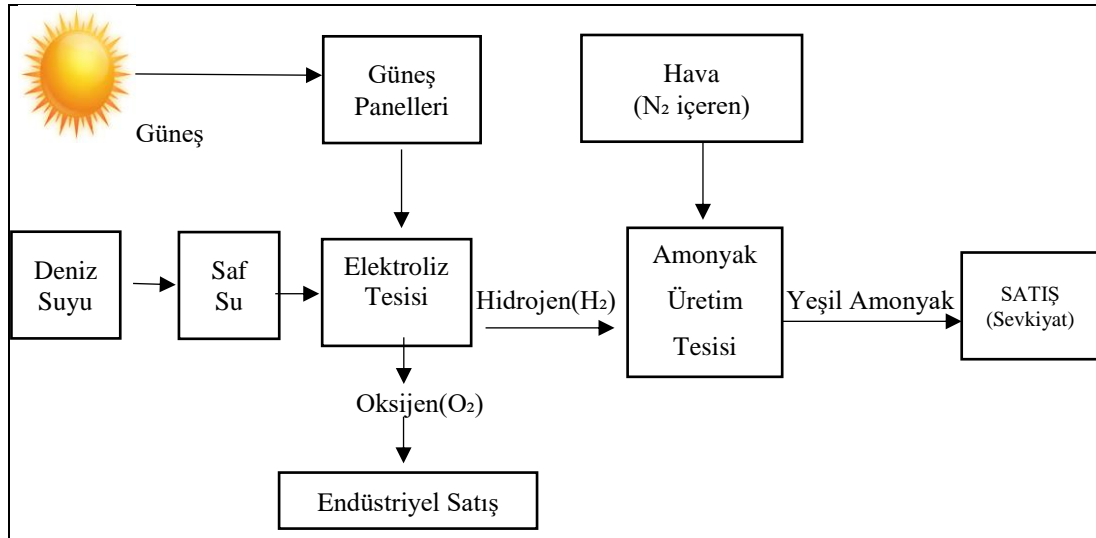 Güneş
Güneş
Panelleri
Hava
(N₂ içeren)
Deniz
Suyu
Saf
Su
Elektroliz
Tesisi
Hidrojen(H₂)
Amonyak
Üretim
Tesisi
Yeşil Amonyak
SATIŞ
(Sevkiyat)
Oksijen(O₂)
Endüstriyel Satış